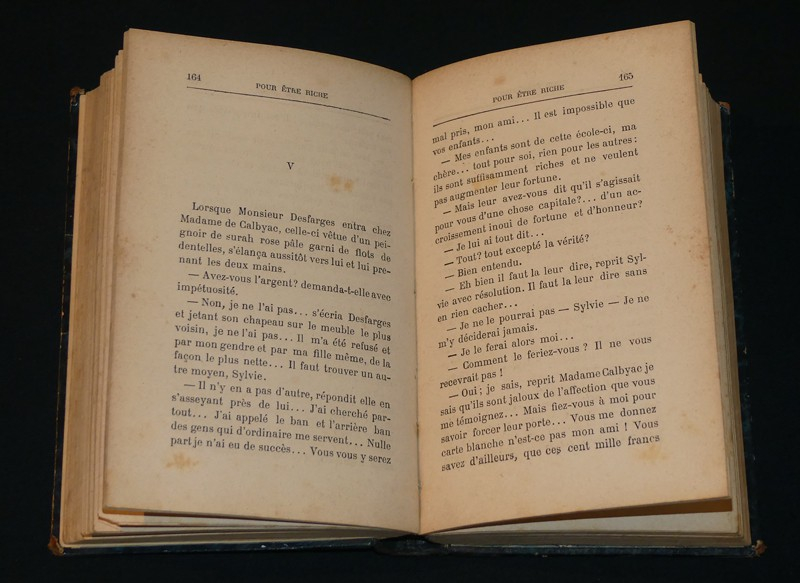 164
POUR ÊTRE RICHE
V
Lorsque Monsieur Desfarges entra chez
Madame de Calbyac, celle-ci vêtue d'un pei-
gnoir de surah rose pâle garni de flots de
dentelles, s'élança aussitôt vers lui et lui pre-
nant les deux mains.
— Avez-vous l'argent? demanda-t-elle avec
impétuosité.
— Non, je ne l'ai pas... s'écria Desfarges
et jetant son chapeau sur le meuble le plus
voisin, je ne l'ai pas... Il m'a été refusé et
par mon gendre et par ma fille même, de la
façon le plus nette... Il faut trouver un au-
tre moyen, Sylvie.
— Il n'y en a pas d'autre, répondit elle en
s'asseyant près de lui... J'ai cherché par-
tout... J'ai appelé le ban et l'arrière ban
des gens qui d'ordinaire me servent... Nulle
part je n'ai eu de succès... Vous vous y serez
POUR ÊTRE RICHE
165
mal pris, mon ami... Il est impossible que
vos enfants...
— Mes enfants sont de cette école-ci, ma
chère... tout pour soi, rien pour les autres;
ils sont suffisamment riches et ne veulent
pas augmenter leur fortune.
— Mais leur avez-vous dit qu'il s'agissait
pour vous d'une chose capitale?... d'un ac-
croissement inoui de fortune et d'honneur?
— Je lui ai tout dit...
— Tout? tout excepté la vérité?
— Bien entendu.
— Eh bien il faut la leur dire, reprit Syl-
vie avec résolution. Il faut la leur dire sans
en rien cacher...
— Je ne le pourrai pas — Sylvie — Je ne
m'y déciderai jamais.
— Je le ferai alors moi...
— Comment le feriez-vous ? Il ne vous
recevrait pas !
— Oui ; je sais, reprit Madame Calbyac je
sais qu'ils sont jaloux de l'affection que vous
me témoignez... Mais fiez-vous à moi pour
savoir forcer leur porte... Vous me donnez
carte blanche n'est-ce pas mon ami ! Vous
savez d'ailleurs, que ces cent mille francs